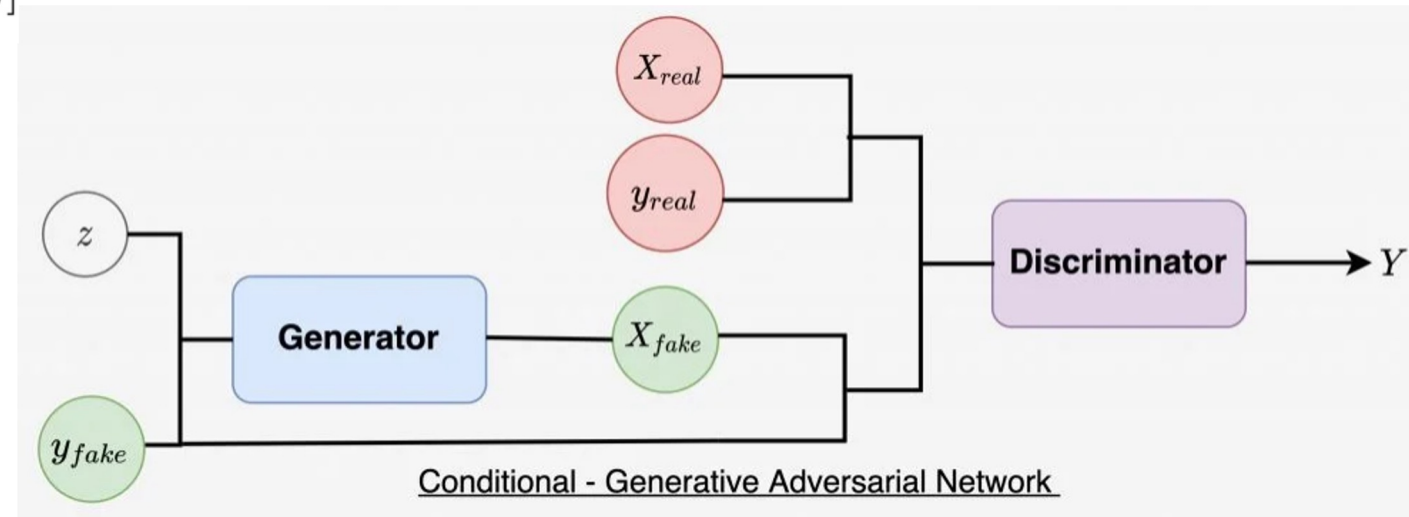 ]
X_real
y_real
z
Discriminator
Y
Generator
X_fake
y_fake
Conditional - Generative Adversarial Network